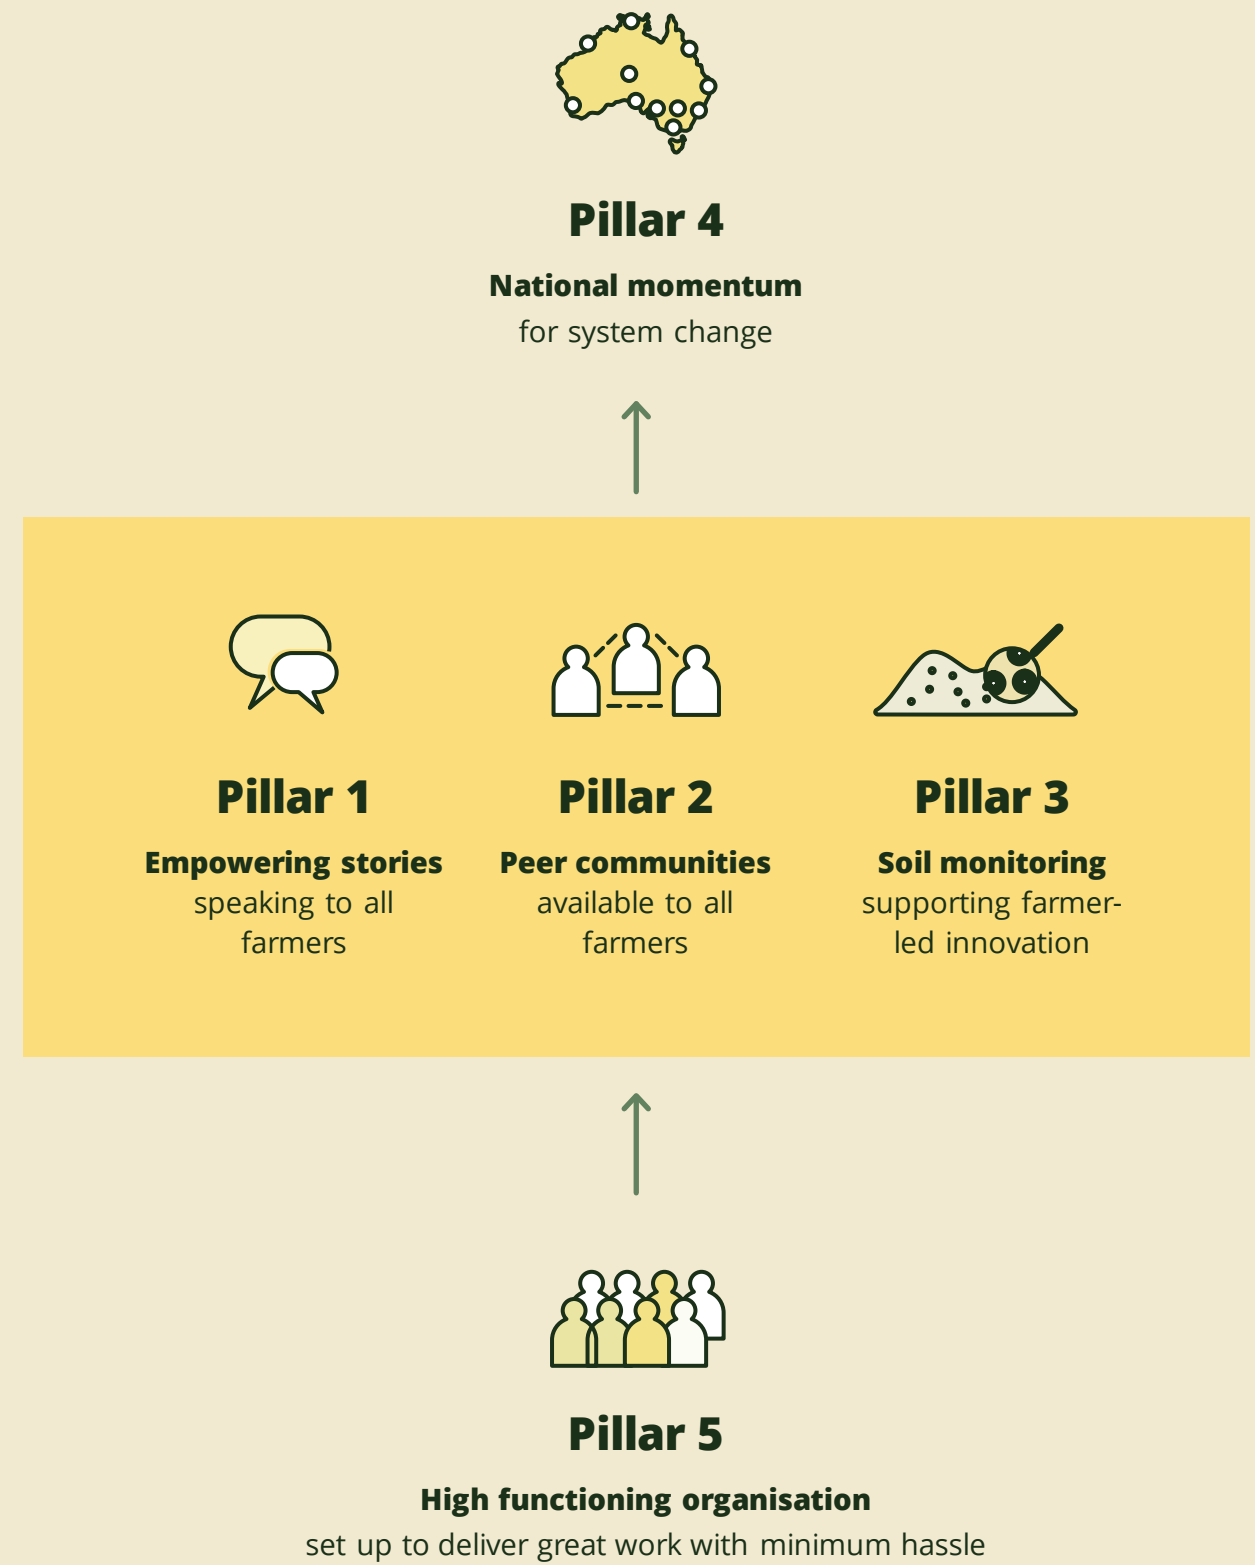 Pillar 4
National momentum
for system change
Pillar 1
Empowering stories
speaking to all
farmers
Pillar 2
Peer communities
available to all
farmers
Pillar 3
Soil monitoring
supporting farmer-
led innovation
Pillar 5
High functioning organisation
set up to deliver great work with minimum hassle